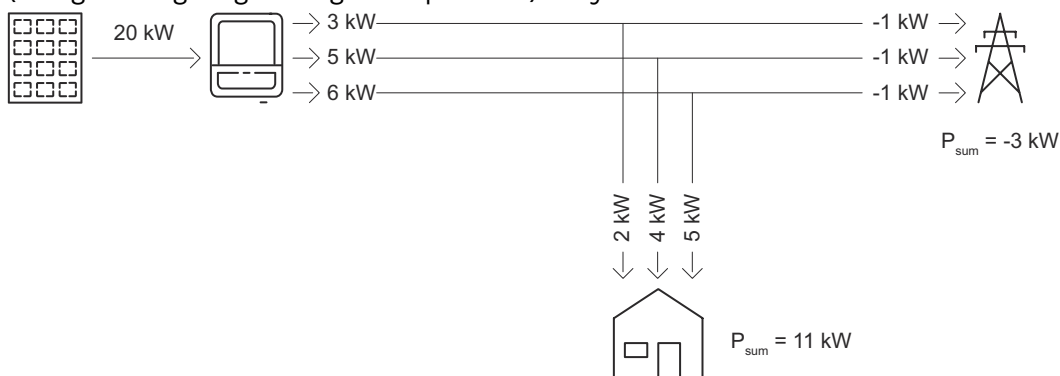 20 kW
3 kW
5 kW
6 kW
-1 kW
-1 kW
-1 kW
P_sum = -3 kW
2 kW
4 kW
5 kW
P_sum = 11 kW